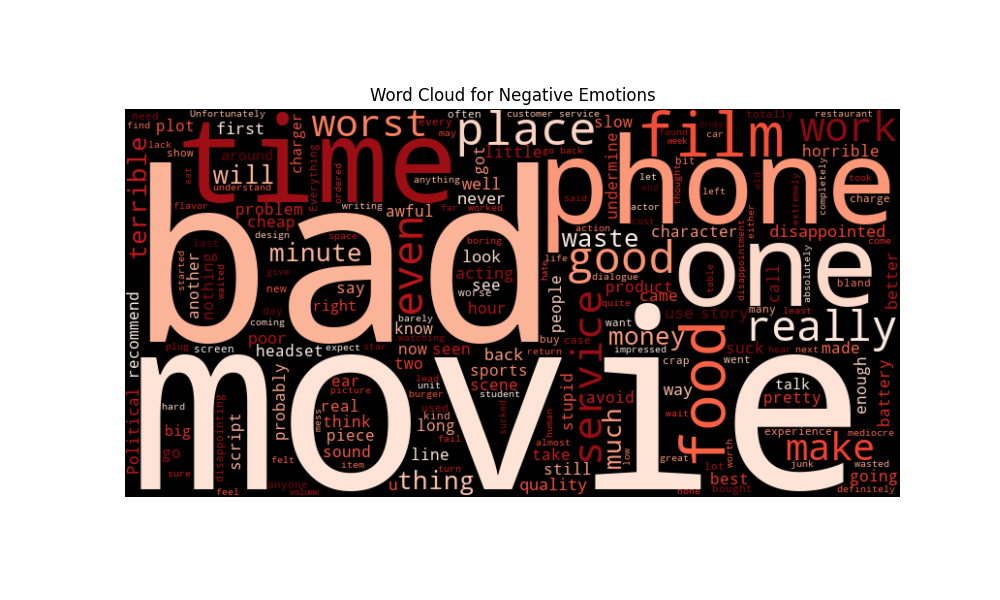 Word Cloud for Negative Emotions
need
find
lack
plot
show
Unfortunately
first
around
will
understand
eat
flavor
charger
Everything
ordered
worst
time
every
may
often
got
place
customer service
little
go back
slow
undermine
film
found
week
bit
broke
car
thought
totally
work
restaurant
horrible
terrible
problem
cheap
writing
awful
anything
well
never
far
worked
phone
said
let
end
actor
cost
left
old
either
extremely
completely
took
charge
bad
design
space
minute
last
started
another
nothing
waited
give
new
say
right
day
coming
even
action
boring
look
acting
see
worse
hour
hate
life
waste
good
dialogue
character
disappointed
one
table
disappointment
call
absolutely
bland
come
better
people
product
came
quite
service
use
story
many
least
really
Political
recommend
poor
headset
barely
know
watching
now
seen
two
buy
case
want
money
impressed
suck
hear
next
made
plug
screen
expect
star
back
return
sports
scene
crap
way
went
talk
pretty
enough
battery
movie
hard
big
go
sure
disappointing
script
probably
felt
feel
anyone
ear
picture
real
think
piece
sound
mess
item
volume
lead
unit
burger
used
kind
long
fail
line
turn
u
thing
student
sucked
human
almost
take
still
quality
stupid
avoid
wait
much
low
great
food
lot
best
bought
none
worth
experience
mediocre
make
junk
wasted
going
definitely